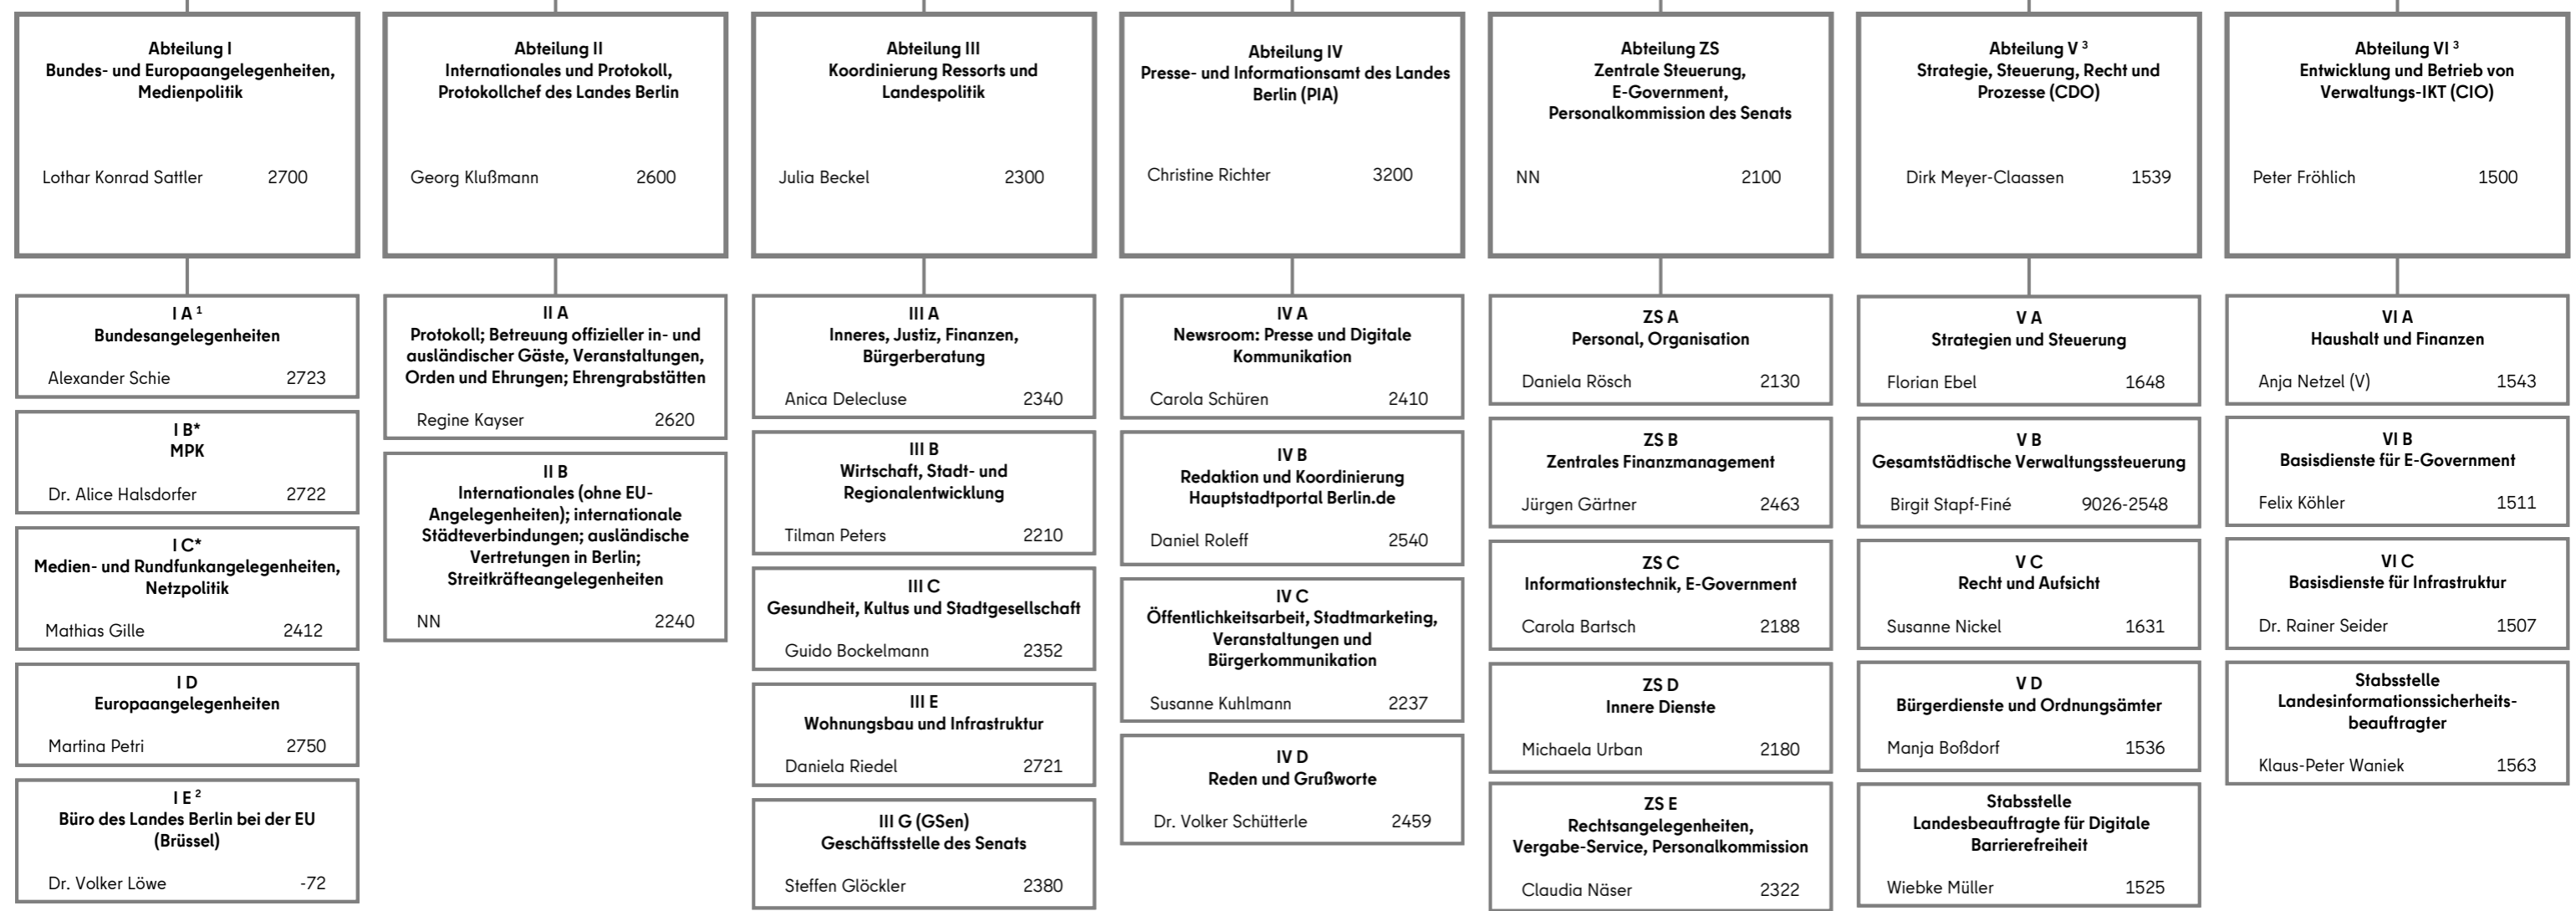 Abteilung I
Bundes- und Europaangelegenheiten,
Medienpolitik
Lothar Konrad Sattler 2700
I A ¹
Bundesangelegenheiten
Alexander Schie 2723
I B*
MPK
Dr. Alice Halsdorfer 2722
I C*
Medien- und Rundfunkangelegenheiten,
Netzpolitik
Mathias Gille 2412
I D
Europaangelegenheiten
Martina Petri 2750
I E ²
Büro des Landes Berlin bei der EU
(Brüssel)
Dr. Volker Löwe -72
Abteilung II
Internationales und Protokoll,
Protokollchef des Landes Berlin
Georg Klußmann 2600
II A
Protokoll; Betreuung offizieller in- und
ausländischer Gäste, Veranstaltungen,
Orden und Ehrungen; Ehrengrabstätten
Regine Kayser 2620
II B
Internationales (ohne EU-
Angelegenheiten); internationale
Städteverbindungen; ausländische
Vertretungen in Berlin;
Streitkräfteangelegenheiten
NN 2240
Abteilung III
Koordinierung Ressorts und
Landespolitik
Julia Beckel 2300
III A
Inneres, Justiz, Finanzen,
Bürgerberatung
Anica Delecluse 2340
III B
Wirtschaft, Stadt- und
Regionalentwicklung
Tilman Peters 2210
III C
Gesundheit, Kultus und Stadtgesellschaft
Guido Bockelmann 2352
III E
Wohnungsbau und Infrastruktur
Daniela Riedel 2721
III G (GSen)
Geschäftsstelle des Senats
Steffen Glöckler 2380
Abteilung IV
Presse- und Informationsamt des Landes
Berlin (PIA)
Christine Richter 3200
IV A
Newsroom: Presse und Digitale
Kommunikation
Carola Schüren 2410
IV B
Redaktion und Koordinierung
Hauptstadtportal Berlin.de
Daniel Roleff 2540
IV C
Öffentlichkeitsarbeit, Stadtmarketing,
Veranstaltungen und
Bürgerkommunikation
Susanne Kuhlmann 2237
IV D
Reden und Grußworte
Dr. Volker Schütterle 2459
Abteilung ZS
Zentrale Steuerung,
E-Government,
Personalkommission des Senats
NN 2100
ZS A
Personal, Organisation
Daniela Rösch 2130
ZS B
Zentrales Finanzmanagement
Jürgen Gärtner 2463
ZS C
Informationstechnik, E-Government
Carola Bartsch 2188
ZS D
Innere Dienste
Michaela Urban 2180
ZS E
Rechtsangelegenheiten,
Vergabe-Service, Personalkommission
Claudia Näser 2322
Abteilung V ³
Strategie, Steuerung, Recht und
Prozesse (CDO)
Dirk Meyer-Claassen 1539
V A
Strategien und Steuerung
Florian Ebel 1648
V B
Gesamtstädtische Verwaltungssteuerung
Birgit Stapf-Finé 9026-2548
V C
Recht und Aufsicht
Susanne Nickel 1631
V D
Bürgerdienste und Ordnungsämter
Manja Boßdorf 1536
Stabsstelle
Landesbeauftragte für Digitale
Barrierefreiheit
Wiebke Müller 1525
Abteilung VI ³
Entwicklung und Betrieb von
Verwaltungs-IKT (CIO)
Peter Fröhlich 1500
VI A
Haushalt und Finanzen
Anja Netzel (V) 1543
VI B
Basisdienste für E-Government
Felix Köhler 1511
VI C
Basisdienste für Infrastruktur
Dr. Rainer Seider 1507
Stabsstelle
Landesinformationssicherheits-
beauftragter
Klaus-Peter Waniek 1563